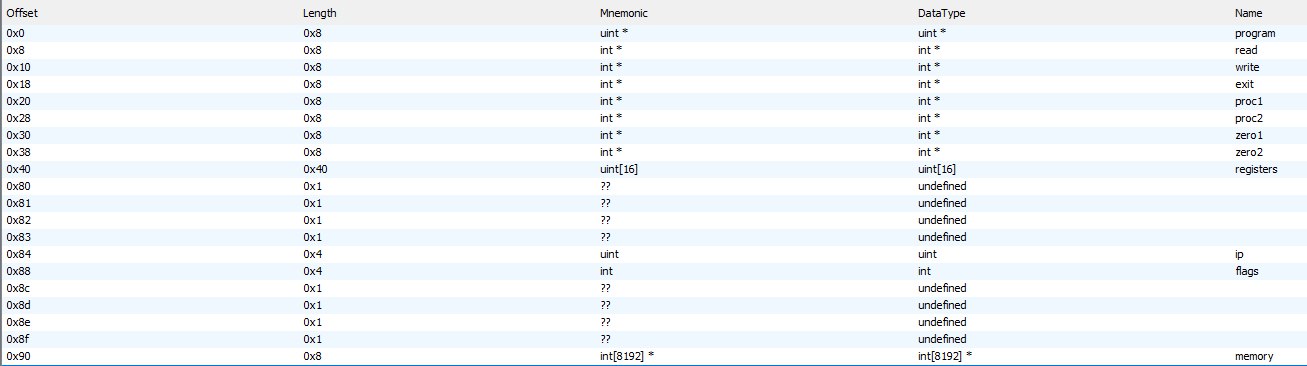 Offset Length Mnemonic DataType Name
0x0 0x8 uint * uint * program
0x8 0x8 int * int * read
0x10 0x8 int * int * write
0x18 0x8 int * int * exit
0x20 0x8 int * int * proc1
0x28 0x8 int * int * proc2
0x30 0x8 int * int * zero1
0x38 0x8 int * int * zero2
0x40 0x40 uint[16] uint[16] registers
0x80 0x1 ?? undefined
0x81 0x1 ?? undefined
0x82 0x1 ?? undefined
0x83 0x1 ?? undefined
0x84 0x4 uint uint ip
0x88 0x4 int int flags
0x8c 0x1 ?? undefined
0x8d 0x1 ?? undefined
0x8e 0x1 ?? undefined
0x8f 0x1 ?? undefined
0x90 0x8 int[8192] * int[8192] * memory